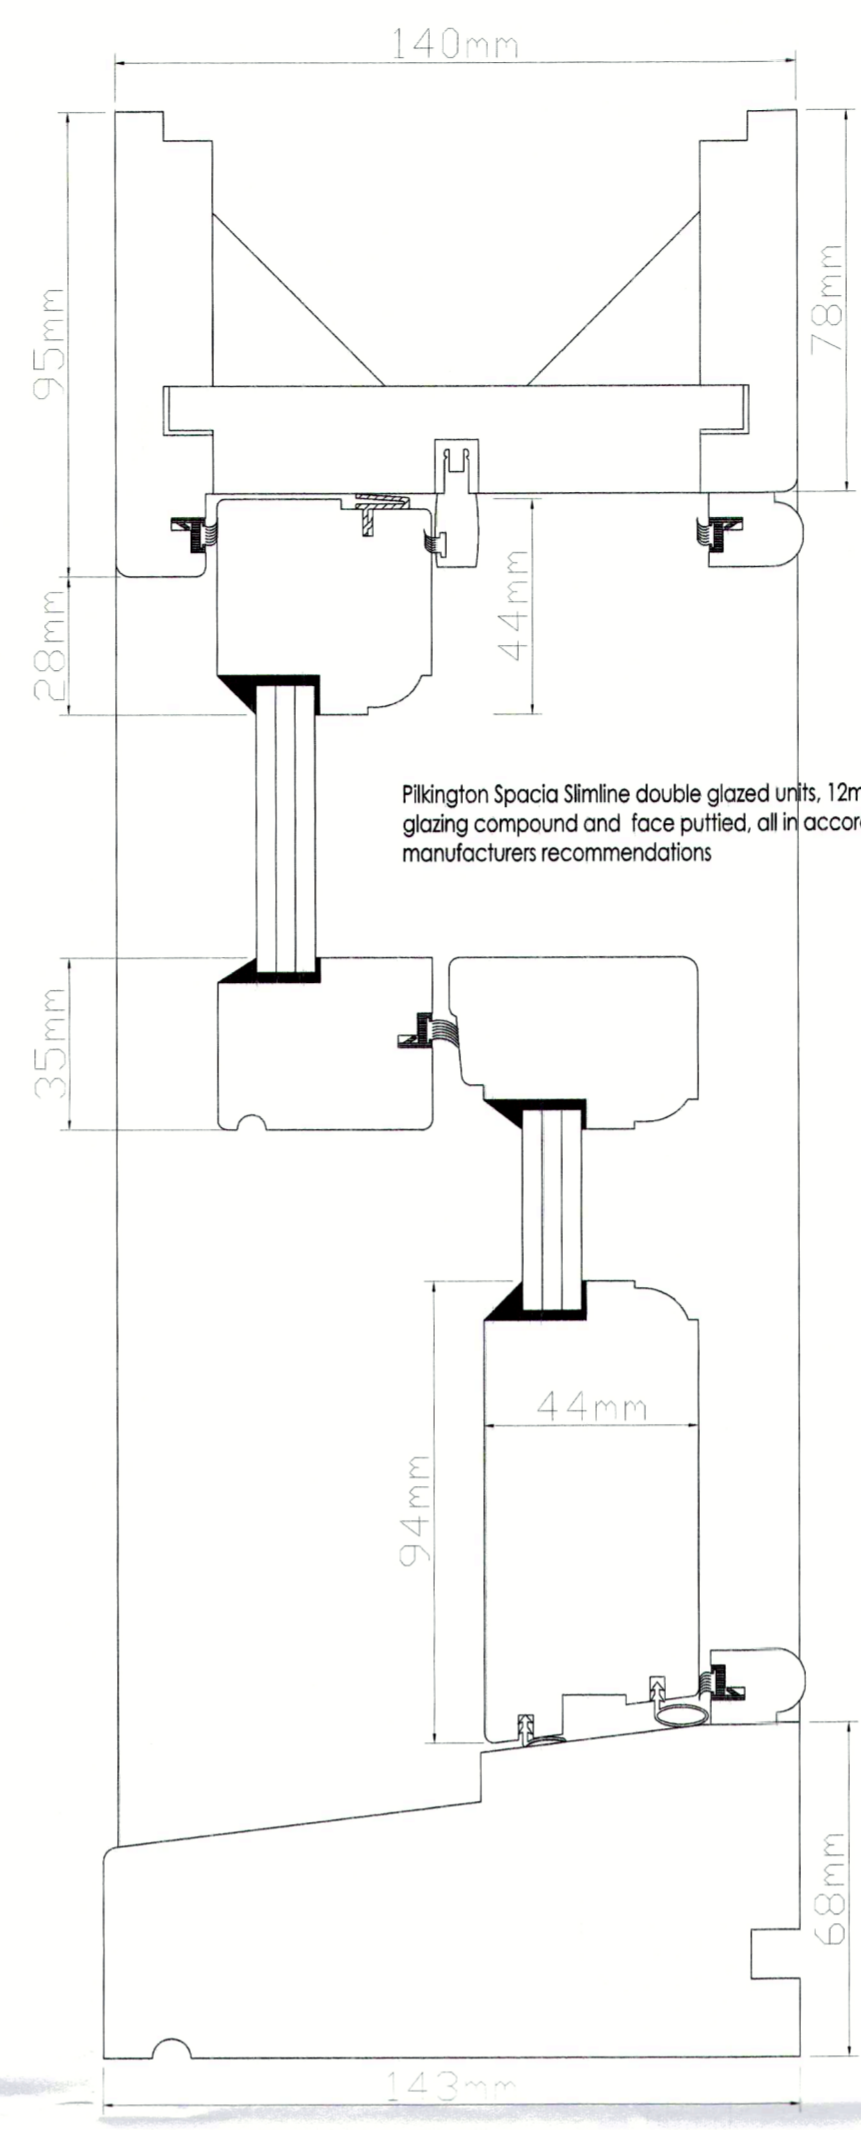 140mm
95mm
78mm
28mm
44mm
Pilkington Spacia Slimline double glazed units, 12m
glazing compound and face puttied, all in accor
manufacturers recommendations
35mm
44mm
94mm
68mm
143mm